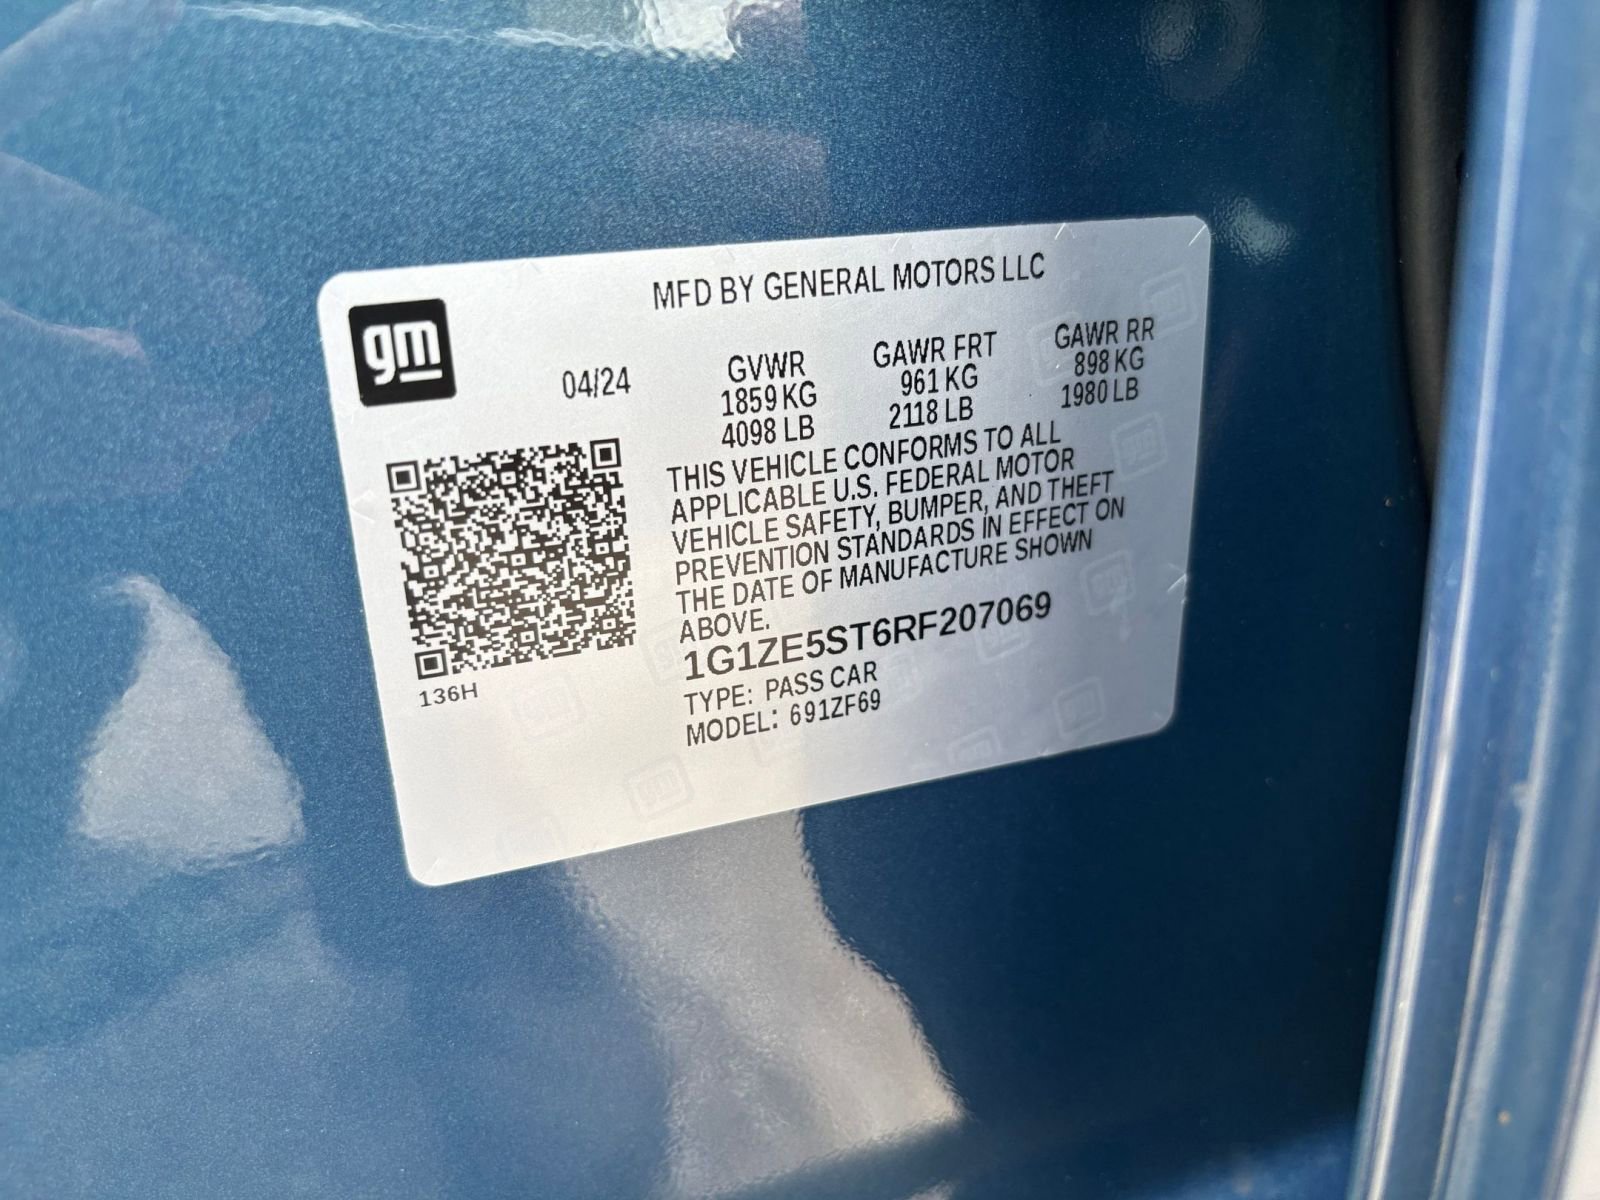 MFD BY GENERAL MOTORS LLC
gm
04/24
GVWR
1859 KG
4098 LB
GAWR FRT
961 KG
2118 LB
GAWR RR
898 KG
1980 LB
THIS VEHICLE CONFORMS TO ALL
APPLICABLE U.S. FEDERAL MOTOR
VEHICLE SAFETY, BUMPER, AND THEFT
PREVENTION STANDARDS IN EFFECT ON
THE DATE OF MANUFACTURE SHOWN
ABOVE.
1G1ZE5ST6RF207069
TYPE: PASS CAR
MODEL: 691ZF69
136H